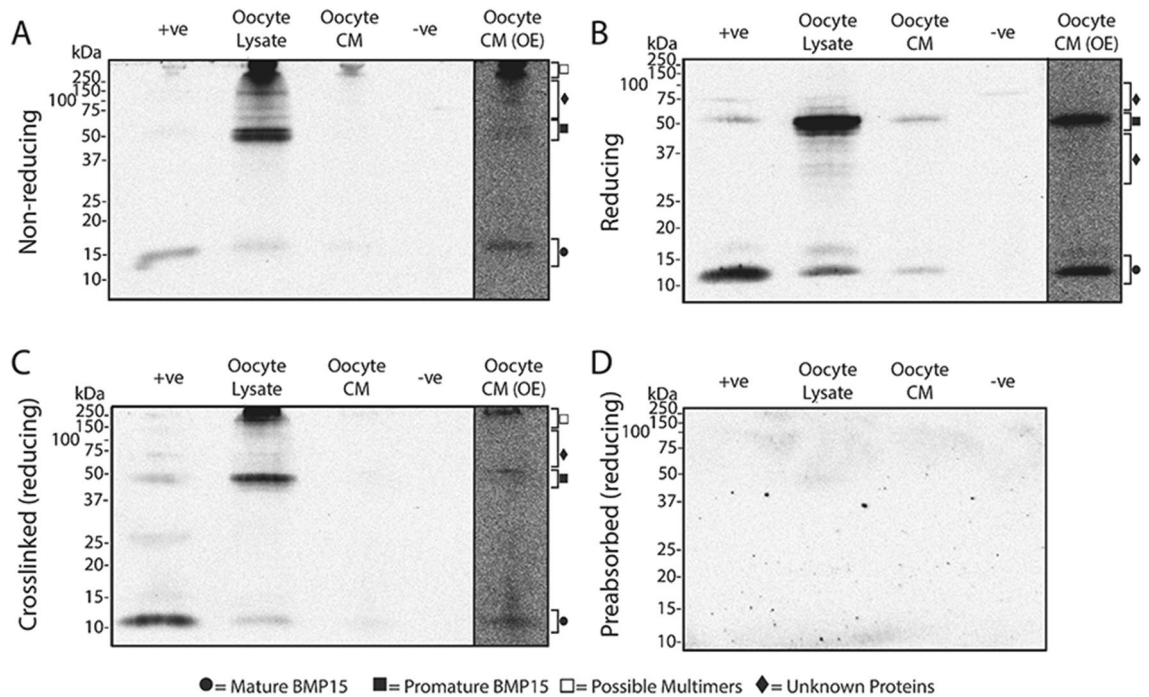 A
+ve
Oocyte Lysate
Oocyte CM
-ve
Oocyte CM (OE)
kDa
250-
150-
100
75-
50-
37-
25-
20-
15-
10-
Non-reducing
B
+ve
Oocyte Lysate
Oocyte CM
-ve
Oocyte CM (OE)
kDa
250-
150-
100
75-
50-
37-
25-
20-
15-
10-
Reducing
C
+ve
Oocyte Lysate
Oocyte CM
-ve
Oocyte CM (OE)
kDa
250-
150-
100
75-
50-
37-
25-
20-
15-
10-
Crosslinked (reducing)
D
+ve
Oocyte Lysate
Oocyte CM
-ve
kDa
250-
150-
100
75-
50-
37-
25-
20-
15-
10-
Preabsorbed (reducing)
●= Mature BMP15 ■= Promature BMP15 □= Possible Multimers ♦= Unknown Proteins